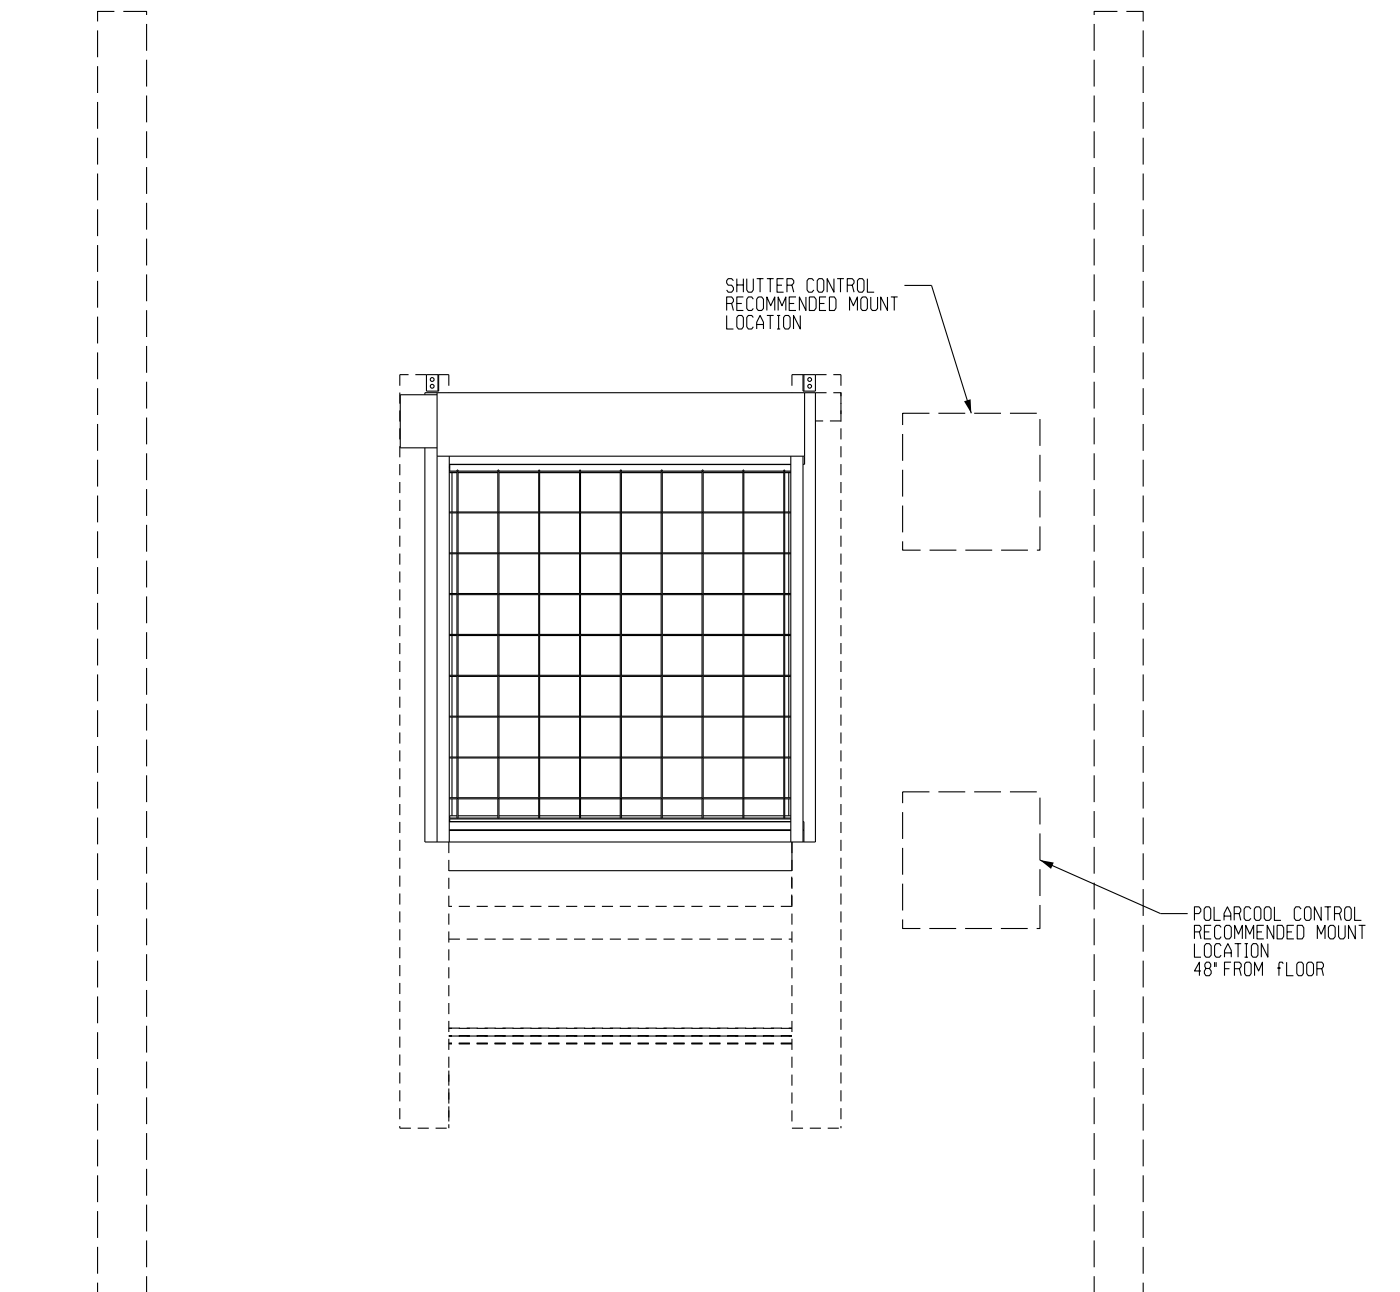 SHUTTER CONTROL
RECOMMENDED MOUNT
LOCATION
POLARCOOL CONTROL
RECOMMENDED MOUNT
LOCATION
48" FROM fLOOR